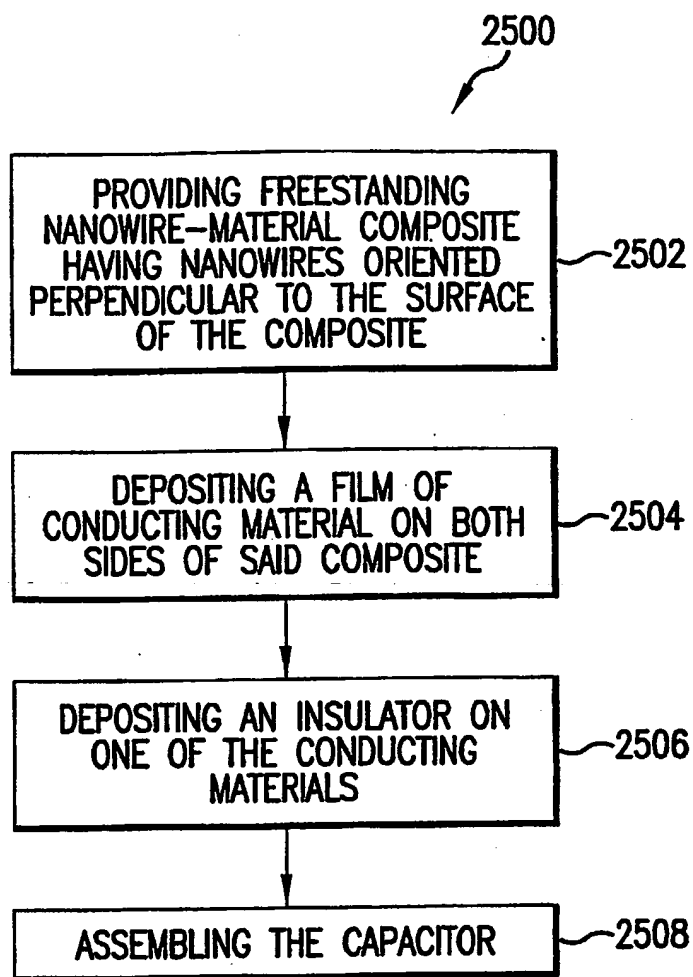 2500
PROVIDING FREESTANDING
NANOWIRE-MATERIAL COMPOSITE
HAVING NANOWIRES ORIENTED
PERPENDICULAR TO THE SURFACE
OF THE COMPOSITE
2502
DEPOSITING A FILM OF
CONDUCTING MATERIAL ON BOTH
SIDES OF SAID COMPOSITE
2504
DEPOSITING AN INSULATOR ON
ONE OF THE CONDUCTING
MATERIALS
2506
ASSEMBLING THE CAPACITOR
2508